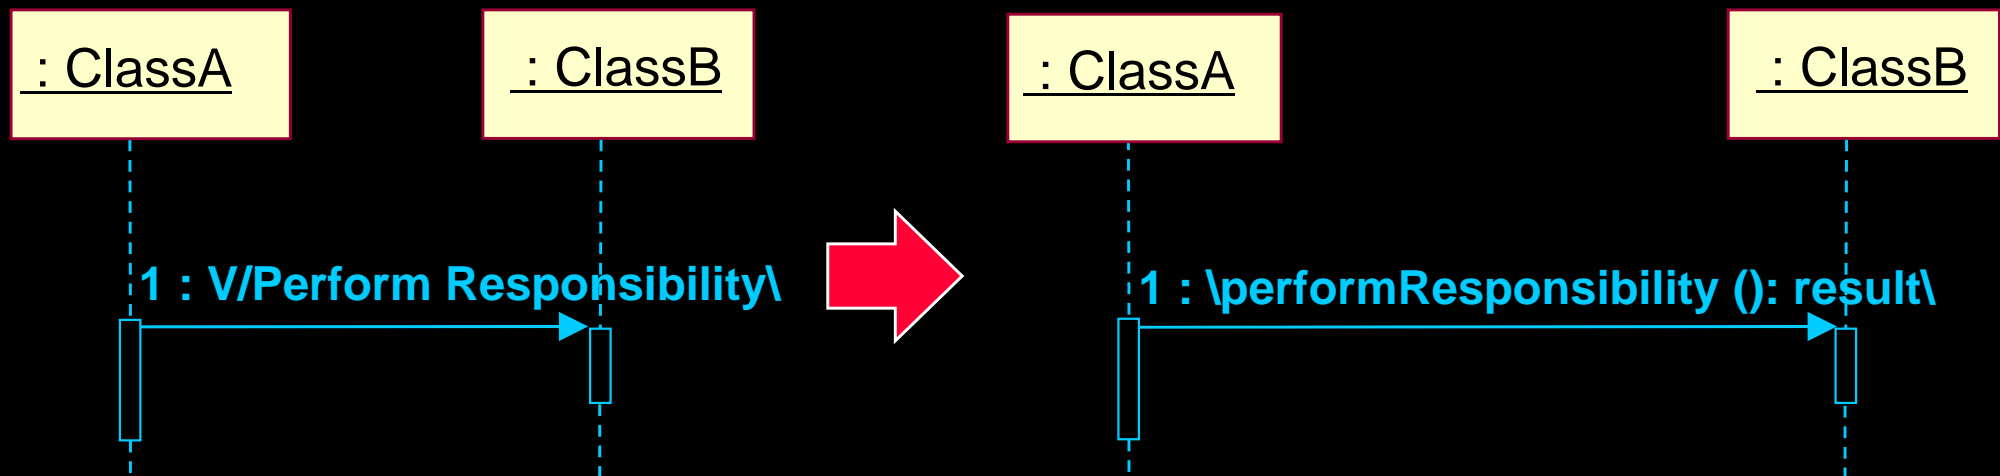 : ClassA
: ClassB
: ClassA
: ClassB
1 : V/Perform Responsibility\
1 : \performResponsibility (): result\